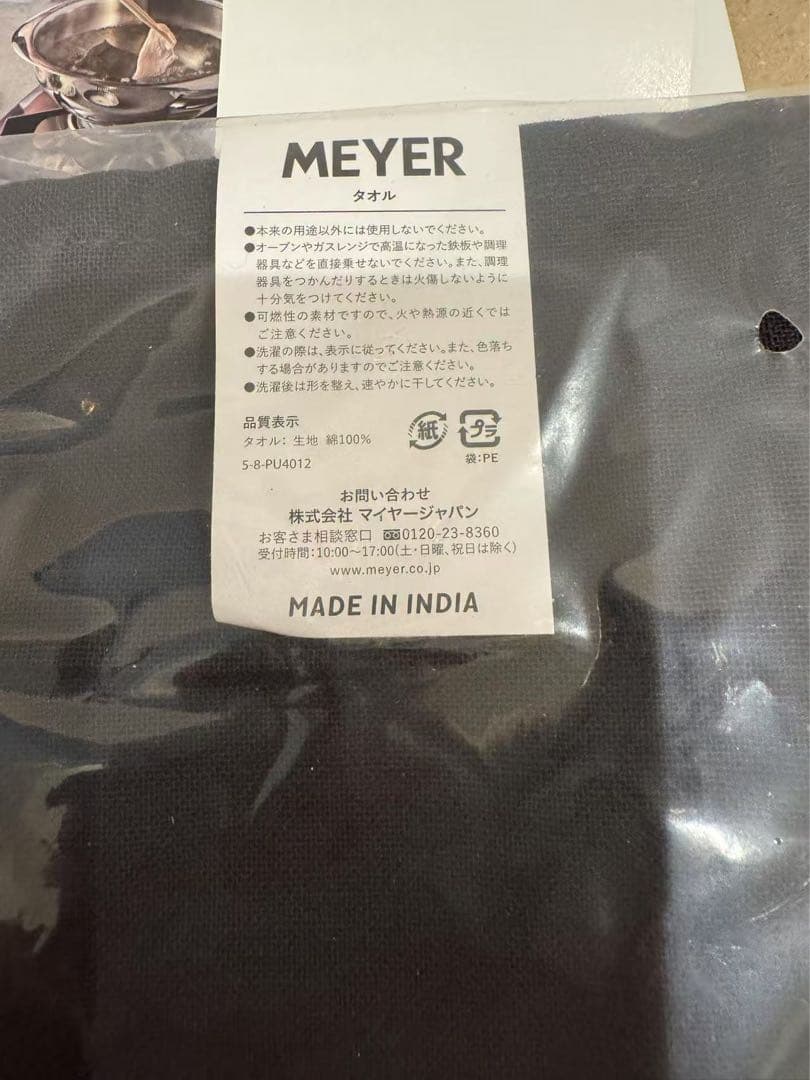 MEYER
タオル
●本来の用途以外には使用しないでください。
●オーブンやガスレンジで高温になった鉄板や調理
器具などを直接乗せないでください。また、調理
器具をつかんだりするときは火傷しないように
十分気をつけてください。
●可燃性の素材ですので、火や熱源の近くでは
ご注意ください。
●洗濯の際は、表示に従ってください。また、色落ち
する場合がありますのでご注意ください。
●洗濯後は形を整え、速やかに干してください。
品質表示
タオル: 生地 綿100%
紙 プラ
5-8-PU4012
袋:PE
お問い合わせ
株式会社 マイヤージャパン
お客さま相談窓口 0120-23-8360
受付時間:10:00〜17:00(土・日曜、祝日は除く)
www.meyer.co.jp
MADE IN INDIA